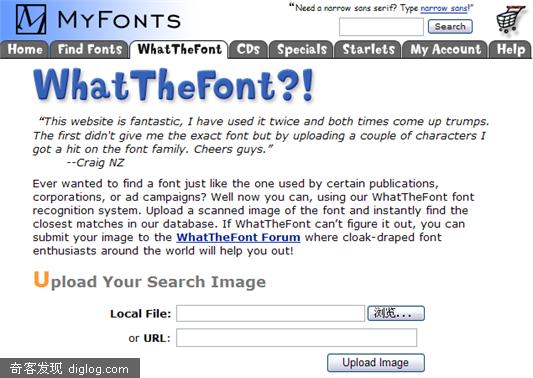 MyFonts
“Need a narrow sans serif? Type narrow sans!”
Search
Home Find Fonts WhatTheFont CDs Specials Starlets My Account Help
WhatTheFont?!
“This website is fantastic, I have used it twice and both times come up trumps.
The first didn't give me the exact font but by uploading a couple of characters I
got a hit on the font family. Cheers guys.”
--Craig NZ
Ever wanted to find a font just like the one used by certain publications,
corporations, or ad campaigns? Well now you can, using our WhatTheFont font
recognition system. Upload a scanned image of the font and instantly find the
closest matches in our database. If WhatTheFont can’t figure it out, you can
submit your image to the WhatTheFont Forum where cloak-draped font
enthusiasts around the world will help you out!
Upload Your Search Image
Local File: 浏览...
or URL:
Upload Image
奇客发现 diglog.com